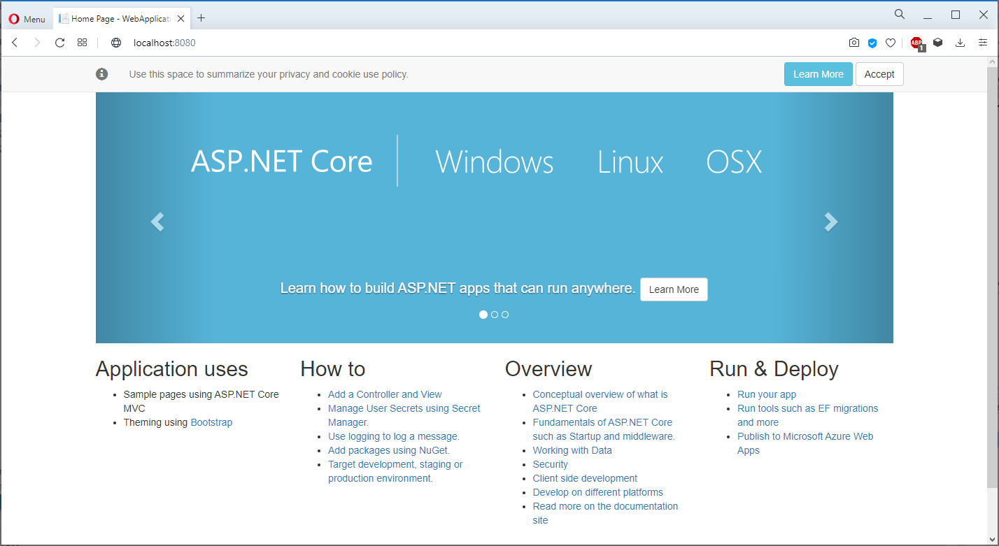 Menu
Home Page - WebApplicati
localhost:8080
ABP
1
Use this space to summarize your privacy and cookie use policy.
Learn More
Accept
ASP.NET Core
Windows
Linux
OSX
Learn how to build ASP.NET apps that can run anywhere.
Learn More
Application uses
Sample pages using ASP.NET Core
MVC
Theming using Bootstrap
How to
Add a Controller and View
Manage User Secrets using Secret
Manager.
Use logging to log a message.
Add packages using NuGet.
Target development, staging or
production environment.
Overview
Conceptual overview of what is
ASP.NET Core
Fundamentals of ASP.NET Core
such as Startup and middleware.
Working with Data
Security
Client side development
Develop on different platforms
Read more on the documentation
site
Run & Deploy
Run your app
Run tools such as EF migrations
and more
Publish to Microsoft Azure Web
Apps